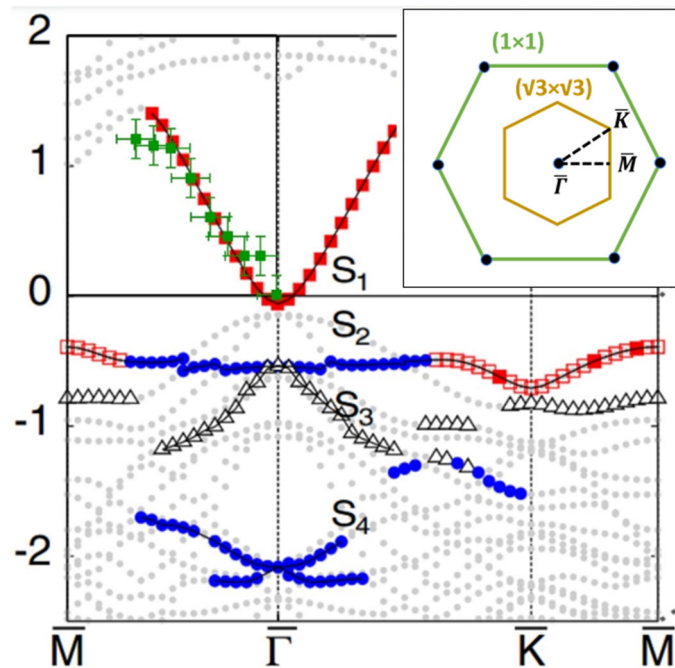 2
1
0
-1
-2
S₁
S₂
S₃
S₄
M̅
Γ̅
K̅
M̅
(1×1)
(√3×√3)
K̅
M̅
Γ̅